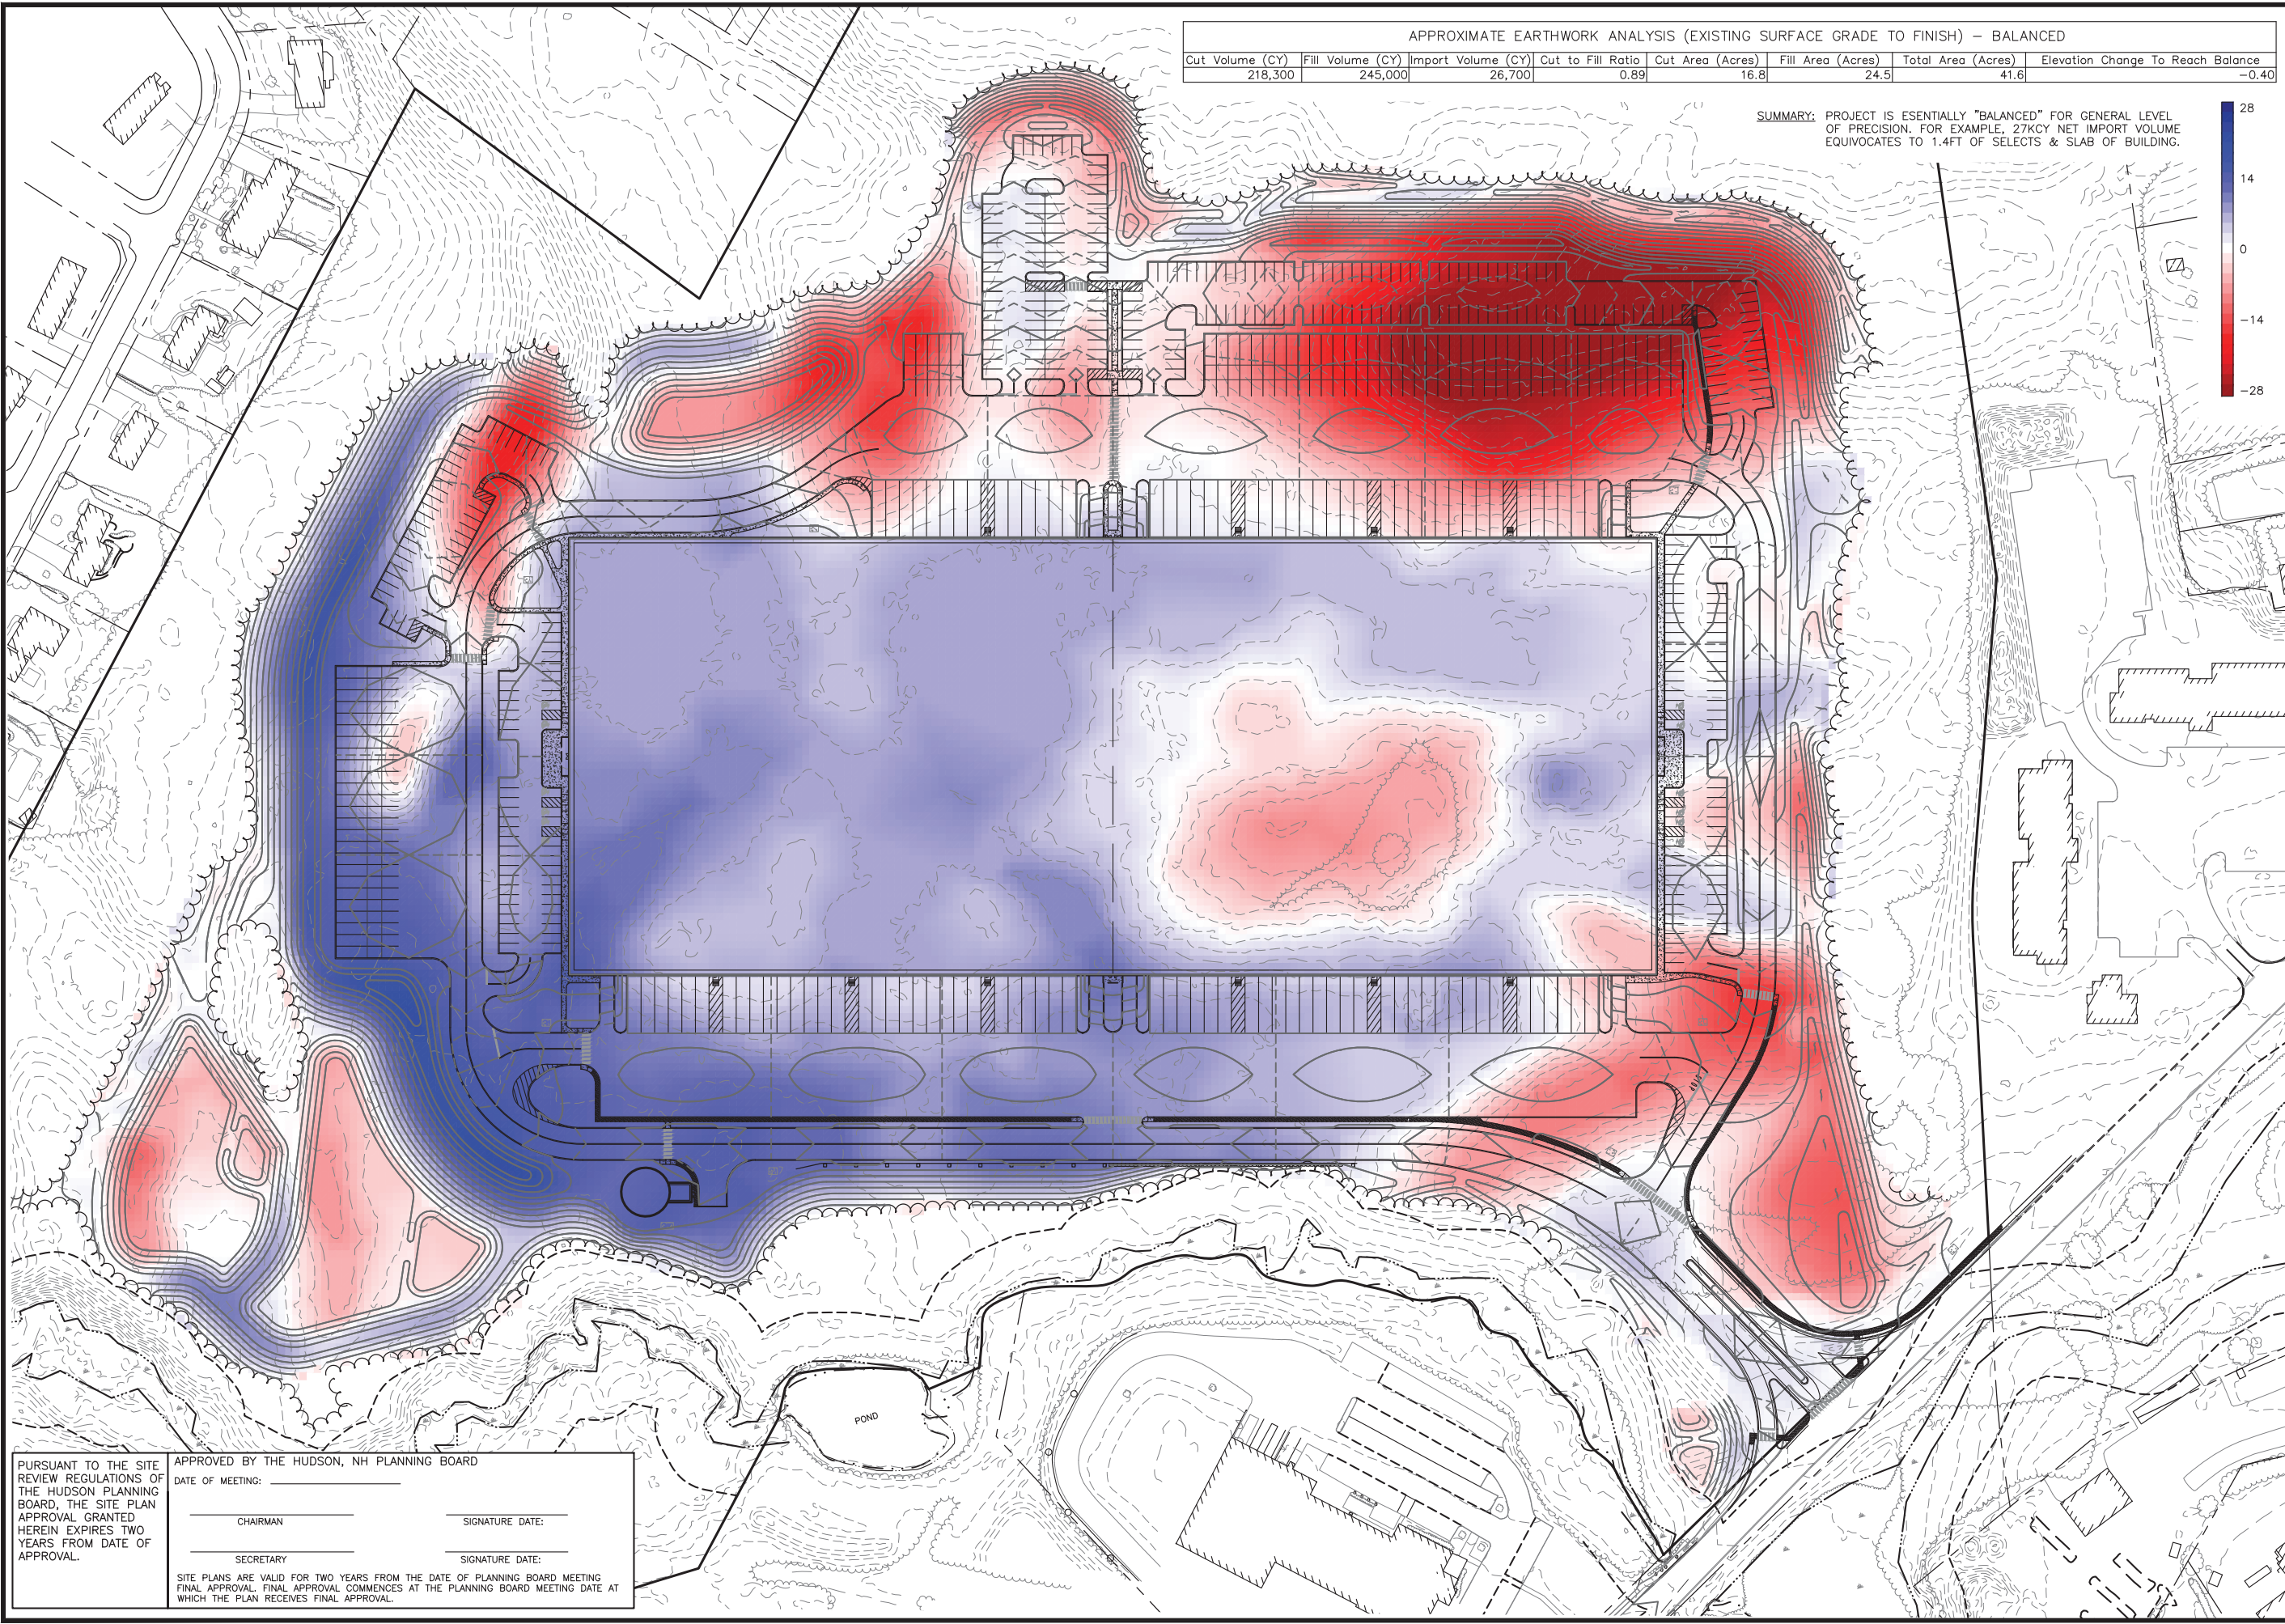 APPROXIMATE EARTHWORK ANALYSIS (EXISTING SURFACE GRADE TO FINISH) - BALANCED
Cut Volume (CY) Fill Volume (CY) Import Volume (CY) Cut to Fill Ratio Cut Area (Acres) Fill Area (Acres) Total Area (Acres) Elevation Change To Reach Balance
218,300 245,000 26,700 0.89 16.8 24.5 41.6 -0.40
SUMMARY: PROJECT IS ESENTIALLY "BALANCED" FOR GENERAL LEVEL
OF PRECISION. FOR EXAMPLE, 27KCY NET IMPORT VOLUME
EQUIVOCATES TO 1.4FT OF SELECTS & SLAB OF BUILDING.
28
14
0
-14
-28
POND
PURSUANT TO THE SITE
REVIEW REGULATIONS OF
THE HUDSON PLANNING
BOARD, THE SITE PLAN
APPROVAL GRANTED
HEREIN EXPIRES TWO
YEARS FROM DATE OF
APPROVAL.
APPROVED BY THE HUDSON, NH PLANNING BOARD
DATE OF MEETING:
CHAIRMAN SIGNATURE DATE:
SECRETARY SIGNATURE DATE:
SITE PLANS ARE VALID FOR TWO YEARS FROM THE DATE OF PLANNING BOARD MEETING
FINAL APPROVAL. FINAL APPROVAL COMMENCES AT THE PLANNING BOARD MEETING DATE AT
WHICH THE PLAN RECEIVES FINAL APPROVAL.